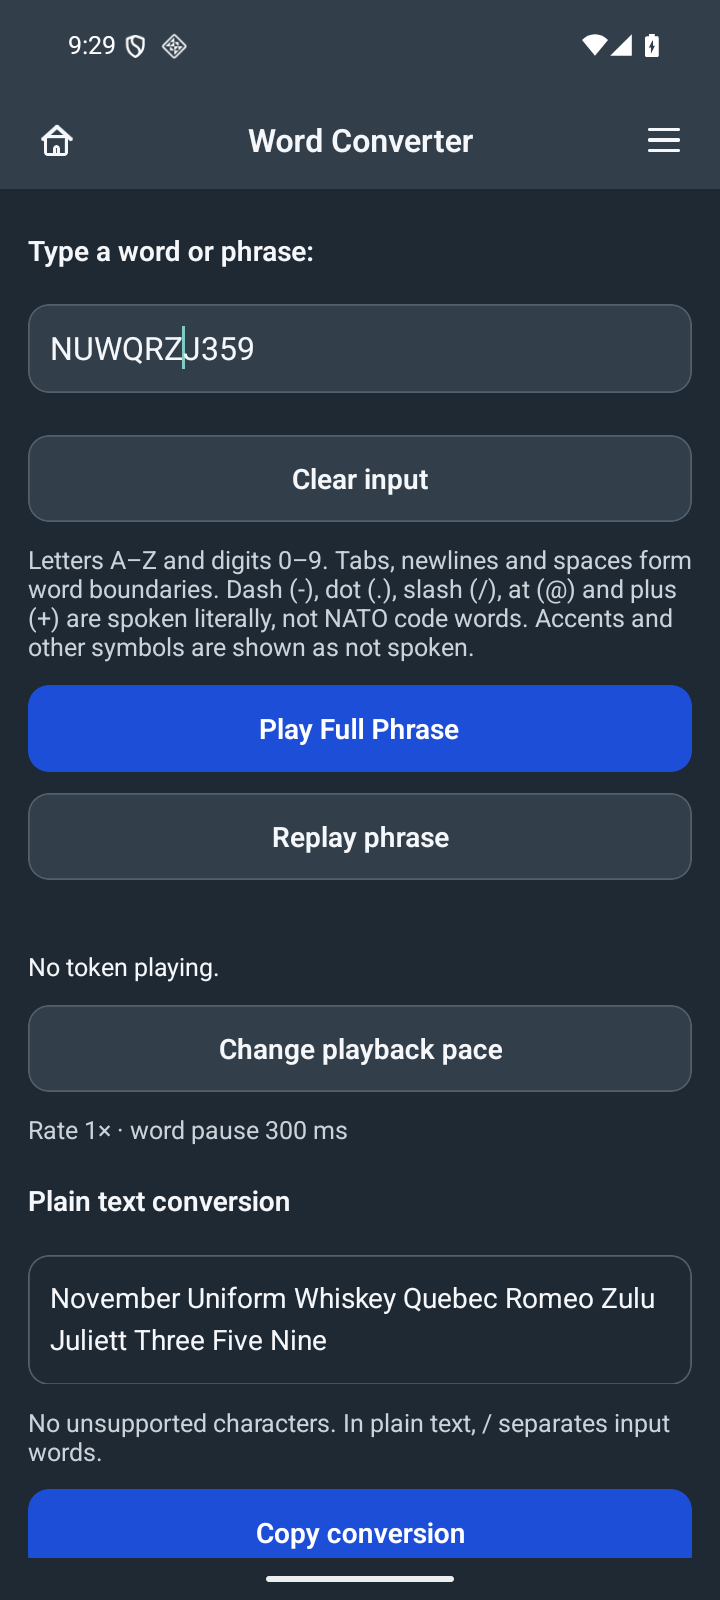 9:29
Word Converter
Type a word or phrase:
NUWQRZJ359
Clear input
Letters A–Z and digits 0–9. Tabs, newlines and spaces form
word boundaries. Dash (-), dot (.), slash (/), at (@) and plus
(+) are spoken literally, not NATO code words. Accents and
other symbols are shown as not spoken.
Play Full Phrase
Replay phrase
No token playing.
Change playback pace
Rate 1× · word pause 300 ms
Plain text conversion
November Uniform Whiskey Quebec Romeo Zulu
Juliett Three Five Nine
No unsupported characters. In plain text, / separates input
words.
Copy conversion